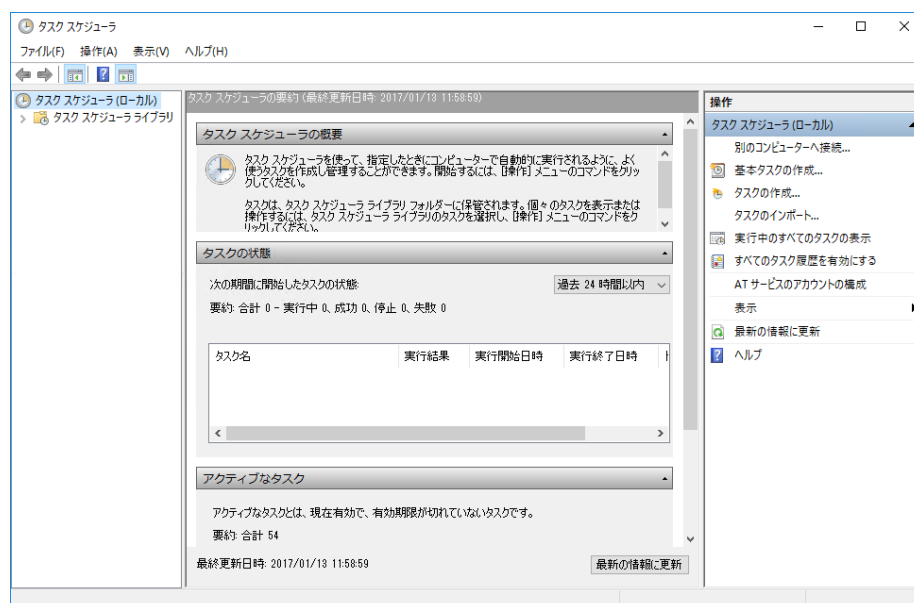 タスク スケジューラ
ファイル(F) 操作(A) 表示(V) ヘルプ(H)
タスク スケジューラ (ローカル)
タスク スケジューラ ライブラリ
タスク スケジューラの要約 (最終更新日時: 2017/01/13 11:58:59)
タスク スケジューラの概要
タスク スケジューラを使って、指定したときにコンピューターで自動的に実行されるように、よく
使うタスクを作成し管理することができます。開始するには、[操作] メニューのコマンドをクリッ
クしてください。
タスクは、タスク スケジューラ ライブラリ フォルダーに保管されます。個々のタスクを表示または
操作するには、タスク スケジューラ ライブラリのタスクを選択し、[操作] メニューのコマンドをク
リックしてください。
タスクの状態
次の期間に開始したタスクの状態:
過去 24 時間以内
要約: 合計 0 - 実行中 0、成功 0、停止 0、失敗 0
タスク名 実行結果 実行開始日時 実行終了日時
アクティブなタスク
アクティブなタスクとは、現在有効で、有効期限が切れていないタスクです。
要約: 合計 54
最終更新日時: 2017/01/13 11:58:59
最新の情報に更新
操作
タスク スケジューラ (ローカル)
別のコンピューターへ接続...
基本タスクの作成...
タスクの作成...
タスクのインポート...
実行中のすべてのタスクの表示
すべてのタスク履歴を有効にする
AT サービスのアカウントの構成
表示
最新の情報に更新
ヘルプ